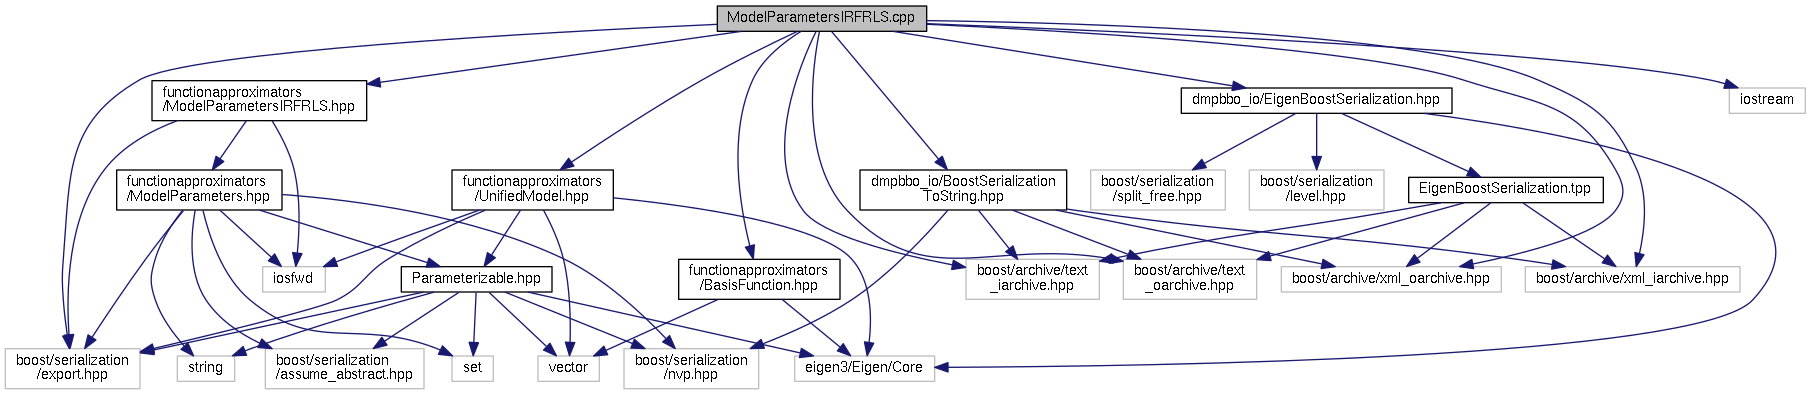 ModelParametersIRFRLS.cpp
functionapproximators
/ModelParametersIRFRLS.hpp
dmpbbo_io/EigenBoostSerialization.hpp
iostream
functionapproximators
/ModelParameters.hpp
functionapproximators
/UnifiedModel.hpp
dmpbbo_io/BoostSerialization
ToString.hpp
boost/serialization
/split_free.hpp
boost/serialization
/level.hpp
EigenBoostSerialization.tpp
iosfwd
Parameterizable.hpp
functionapproximators
/BasisFunction.hpp
boost/archive/text
_iarchive.hpp
boost/archive/text
_oarchive.hpp
boost/archive/xml_oarchive.hpp
boost/archive/xml_iarchive.hpp
boost/serialization
/export.hpp
string
boost/serialization
/assume_abstract.hpp
set
vector
boost/serialization
/nvp.hpp
eigen3/Eigen/Core